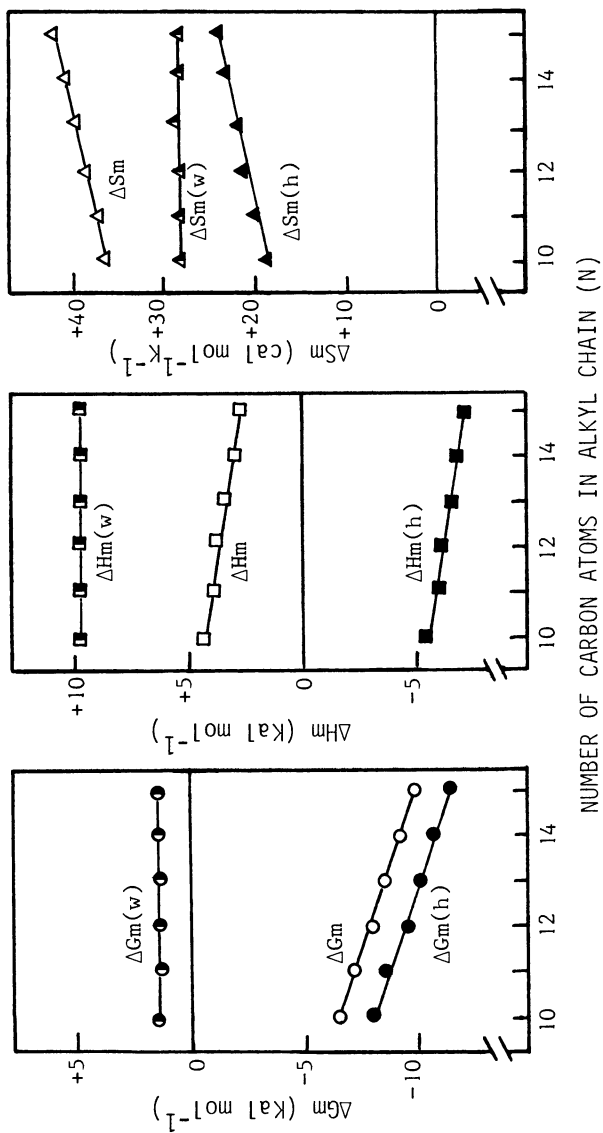 ΔGm (Kal mol⁻¹)
+5
0
-5
-10
ΔGm(w)
ΔGm
ΔGm(h)
10
12
14
ΔHm (Kal mol⁻¹)
+10
+5
0
-5
ΔHm(w)
ΔHm
ΔHm(h)
10
12
14
ΔSm (cal mol⁻¹K⁻¹)
+40
+30
+20
+10
0
ΔSm
ΔSm(w)
ΔSm(h)
10
12
14
NUMBER OF CARBON ATOMS IN ALKYL CHAIN (N)